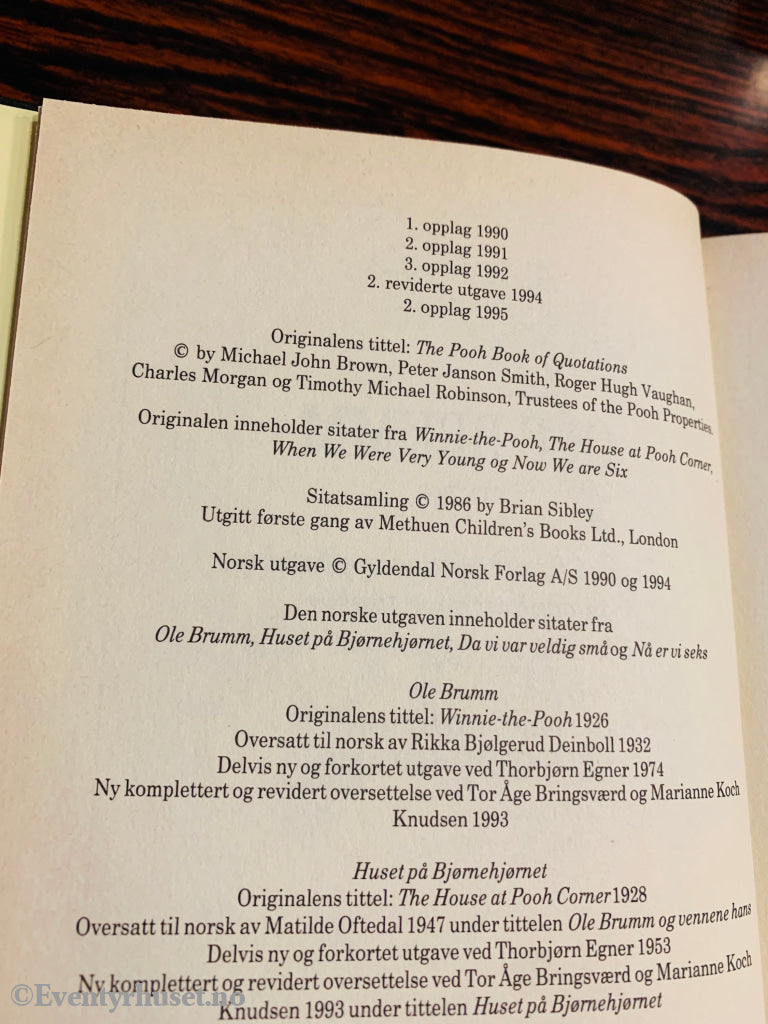 1. opplag 1990
2. opplag 1991
3. opplag 1992
2. reviderte utgave 1994
2. opplag 1995
Originalens tittel: The Pooh Book of Quotations
© by Michael John Brown, Peter Janson Smith, Roger Hugh Vaughan,
Charles Morgan og Timothy Michael Robinson, Trustees of the Pooh Properties.
Originalen inneholder sitater fra Winnie-the-Pooh, The House at Pooh Corner,
When We Were Very Young og Now We are Six
Sitatsamling © 1986 by Brian Sibley
Utgitt første gang av Methuen Children's Books Ltd., London
Norsk utgave © Gyldendal Norsk Forlag A/S 1990 og 1994
Den norske utgaven inneholder sitater fra
Ole Brumm, Huset på Bjørnehjørnet, Da vi var veldig små og Nå er vi seks
Ole Brumm
Originalens tittel: Winnie-the-Pooh 1926
Oversatt til norsk av Rikka Bjølgerud Deinboll 1932
Delvis ny og forkortet utgave ved Thorbjørn Egner 1974
Ny komplettert og revidert oversettelse ved Tor Åge Bringsværd og Marianne Koch
Knudsen 1993
Huset på Bjørnehjørnet
Originalens tittel: The House at Pooh Corner 1928
Oversatt til norsk av Matilde Oftedal 1947 under tittelen Ole Brumm og vennene hans
Delvis ny og forkortet utgave ved Thorbjørn Egner 1953
Ny komplettert og revidert oversettelse ved Tor Åge Bringsværd og Marianne Koch
Knudsen 1993 under tittelen Huset på Bjørnehjørnet
©Eventyrhuset.no